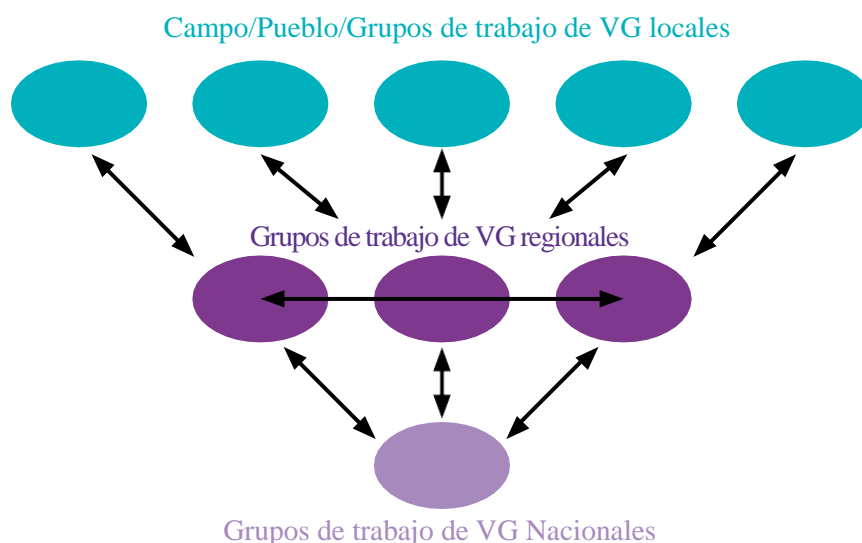 Campo/Pueblo/Grupos de trabajo de VG locales
Grupos de trabajo de VG regionales
Grupos de trabajo de VG Nacionales